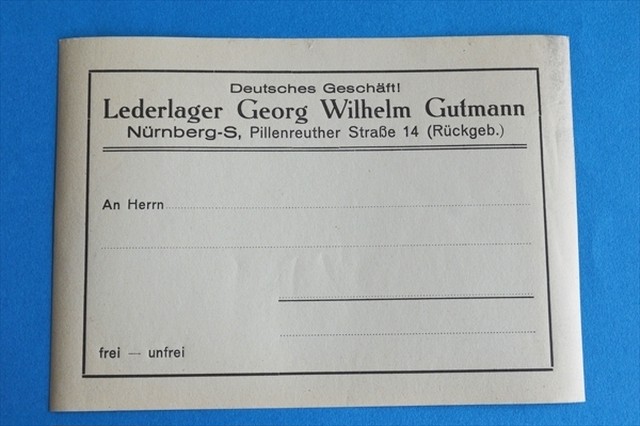 Deutsches Geschäft!
Lederlager Georg Wilhelm Gutmann
Nürnberg-S, Pillenreuther Straße 14 (Rückgeb.)
An Herrn
frei — unfrei